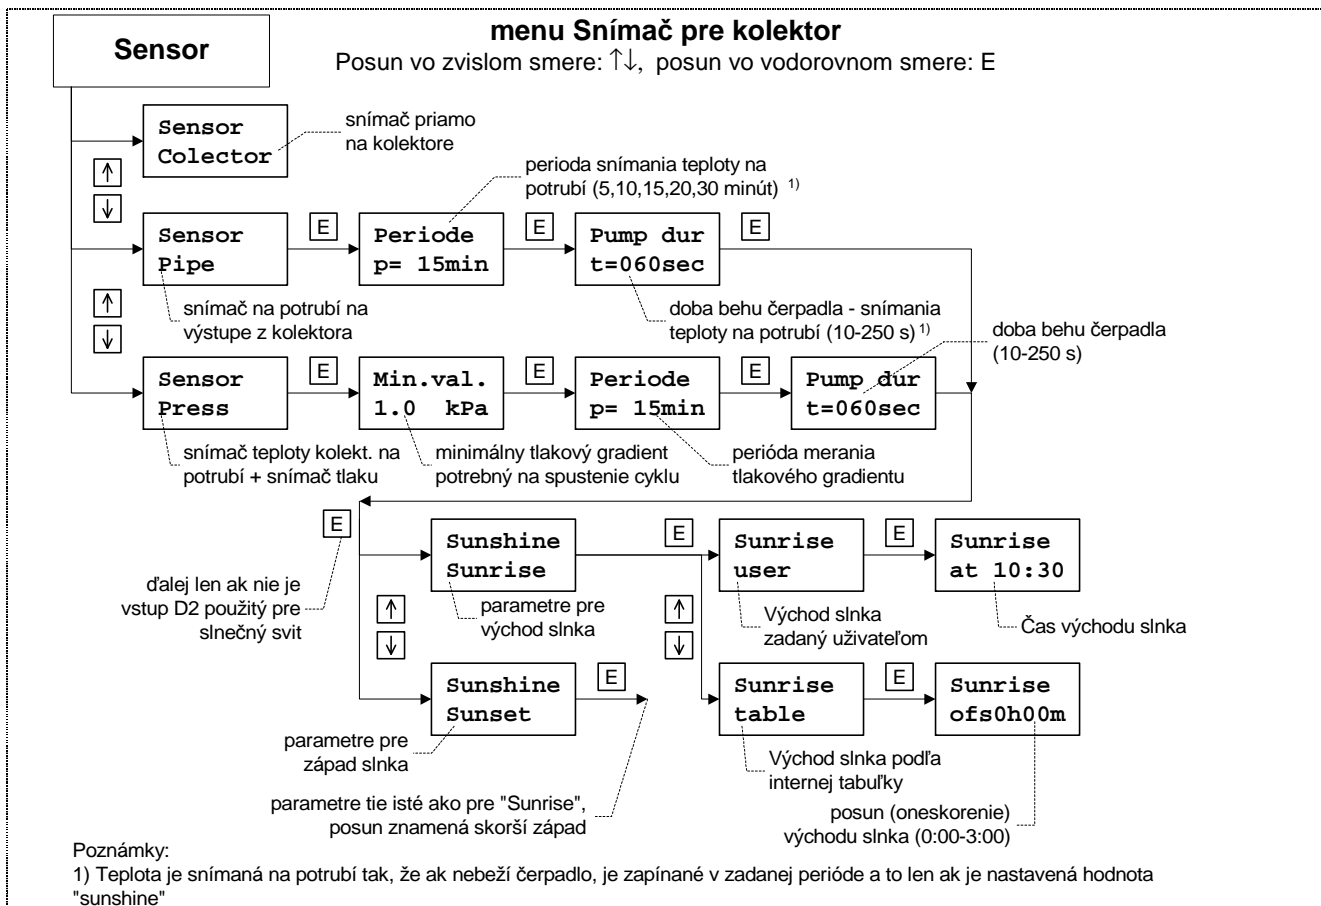 Sensor
menu Snímač pre kolektor
Posun vo zvislom smere: ↑↓, posun vo vodorovnom smere: E
Sensor
Colector
snímač priamo
na kolektore
↑
↓
perioda snímania teploty na
potrubí (5,10,15,20,30 minút) 1)
Sensor
Pipe
E
Periode
p= 15min
E
Pump dur
t=060sec
E
snímač na potrubí na
výstupe z kolektora
↑
↓
doba behu čerpadla - snímania
teploty na potrubí (10-250 s) 1)
doba behu čerpadla
(10-250 s)
Sensor
Press
E
Min.val.
1.0 kPa
E
Periode
p= 15min
E
Pump dur
t=060sec
snímač teploty kolekt. na
potrubí + snímač tlaku
minimálny tlakový gradient
potrebný na spustenie cyklu
perióda merania
tlakového gradientu
E
ďalej len ak nie je
vstup D2 použitý pre
slnečný svit
Sunshine
Sunrise
E
Sunrise
user
E
Sunrise
at 10:30
↑
↓
parametre pre
východ slnka
↑
↓
Východ slnka
zadaný uživateľom
Čas východu slnka
Sunshine
Sunset
E
Sunrise
table
E
Sunrise
ofs0h00m
parametre pre
západ slnka
Východ slnka podľa
internej tabuľky
parametre tie isté ako pre "Sunrise",
posun znamená skorší západ
posun (oneskorenie)
východu slnka (0:00-3:00)
Poznámky:
1) Teplota je snímaná na potrubí tak, že ak nebeží čerpadlo, je zapínané v zadanej perióde a to len ak je nastavená hodnota
"sunshine"